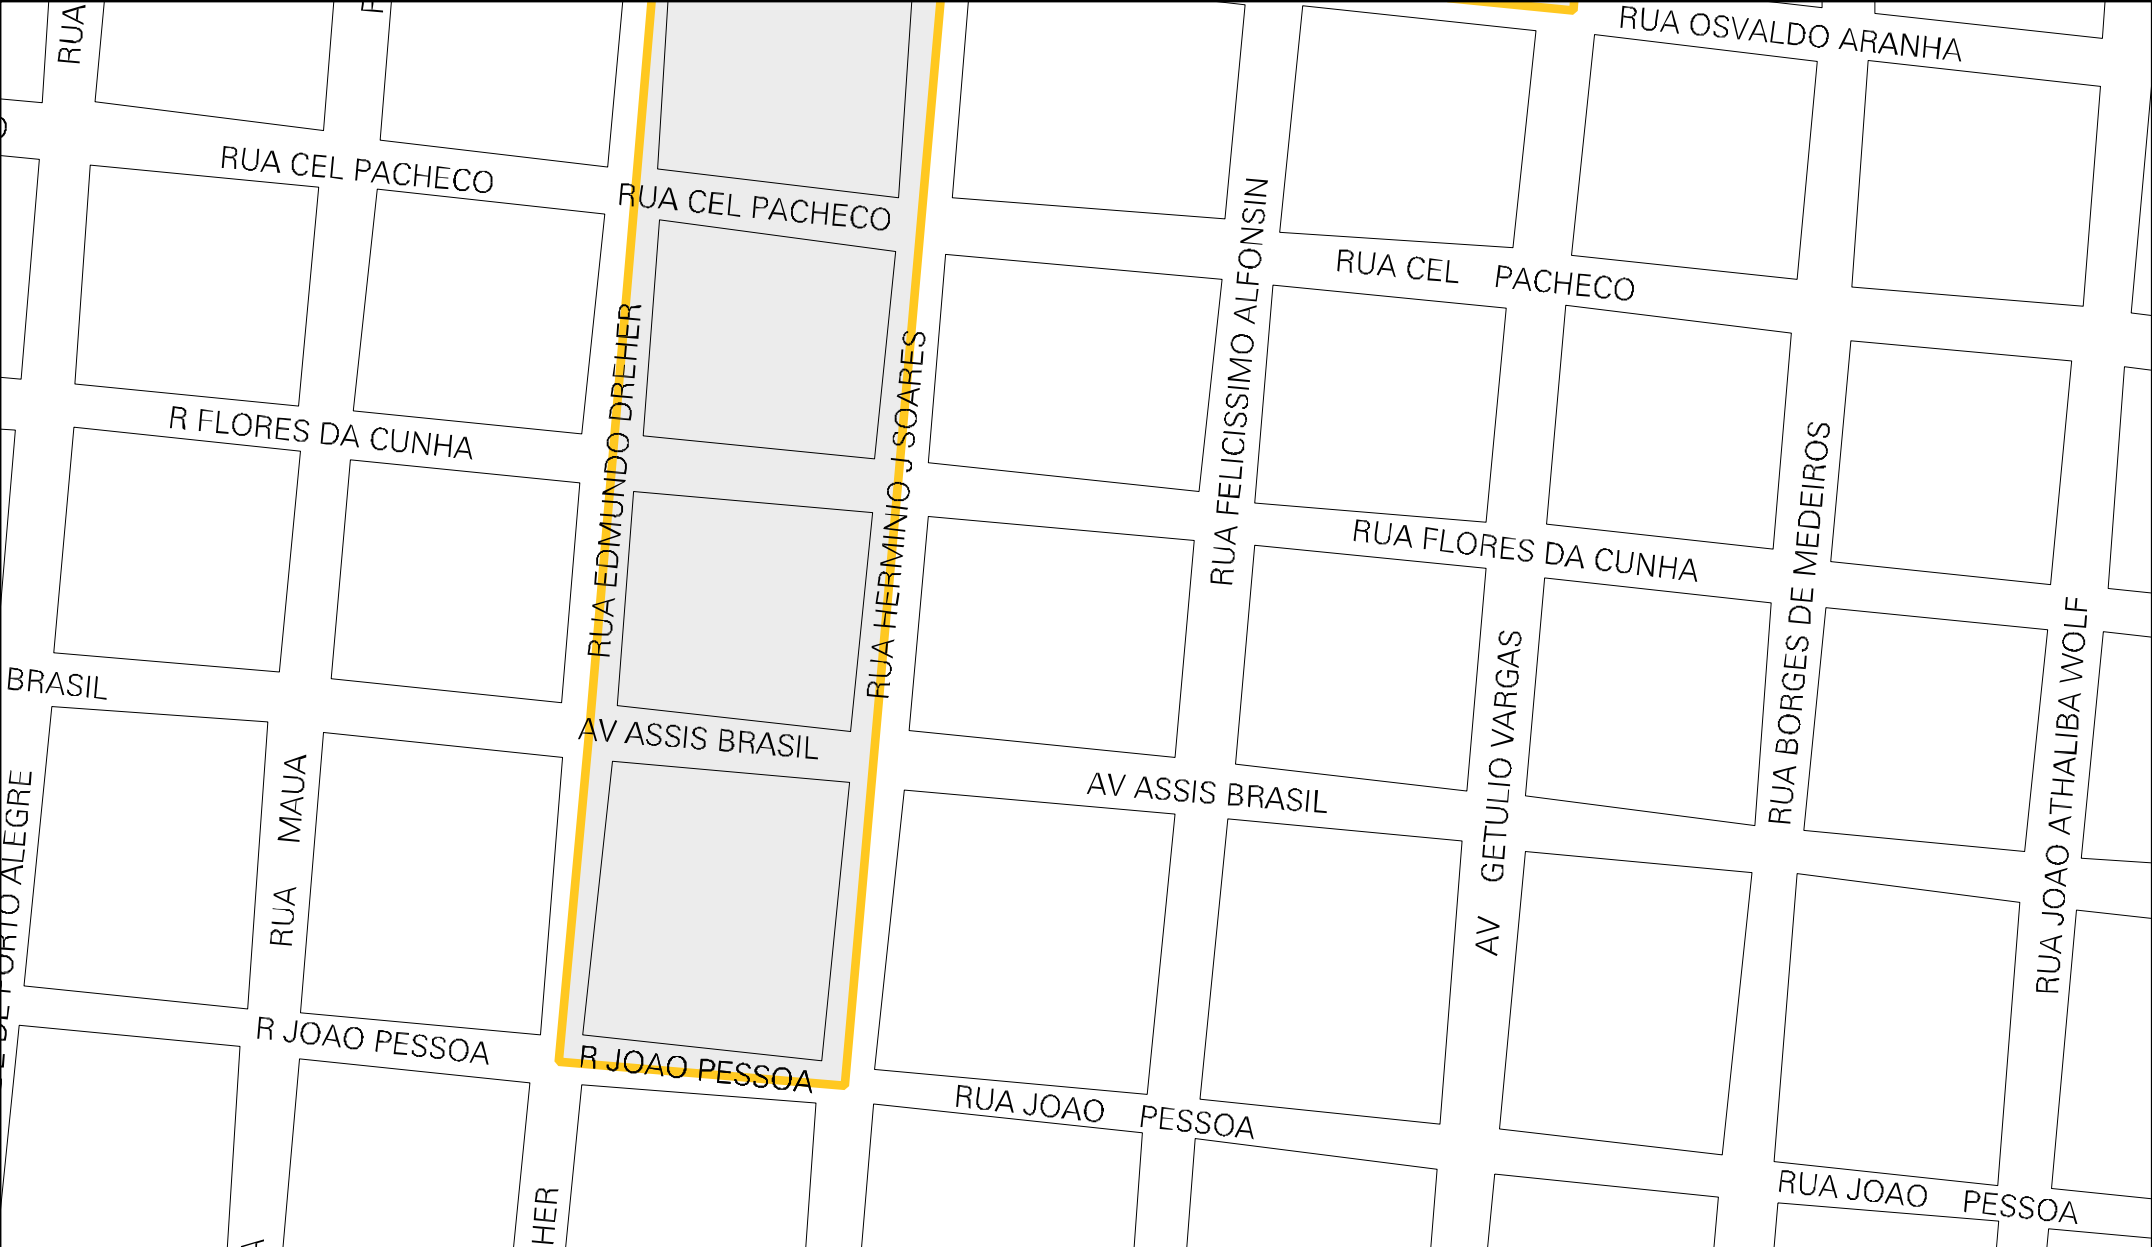 RUA OSVALDO ARANHA
RUA
RUA CEL PACHECO
RUA CEL PACHECO
RUA CEL PACHECO
RUA FELICISSIMO ALFONSIN
RUA EDMUNDO DREHER
RUA HERMINIO J SOARES
R FLORES DA CUNHA
RUA FLORES DA CUNHA
RUA BORGES DE MEDEIROS
RUA JOAO ATHALIBA WOLF
BRASIL
AV ASSIS BRASIL
AV ASSIS BRASIL
AV GETULIO VARGAS
RUA MAUA
PORTO ALEGRE
R JOAO PESSOA
R JOAO PESSOA
RUA JOAO PESSOA
RUA JOAO PESSOA
HER